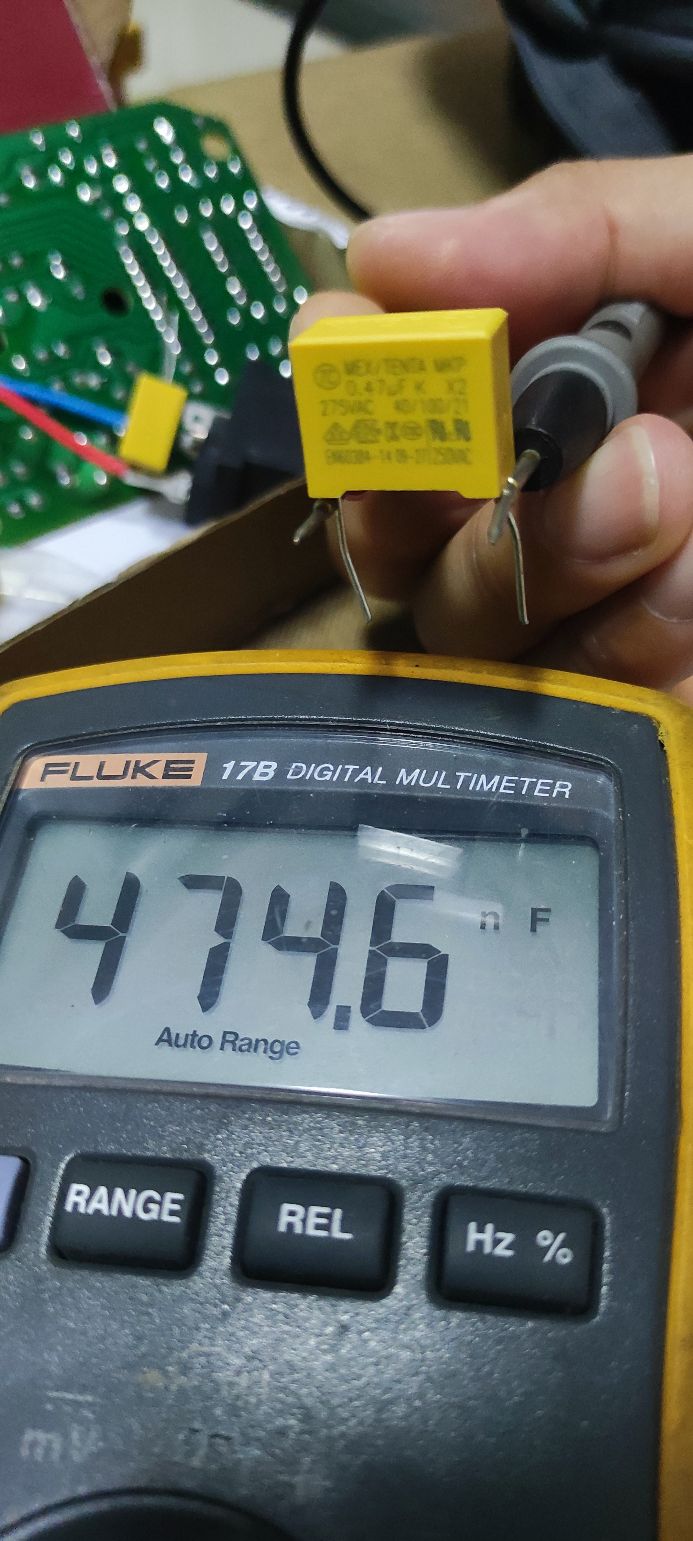 MEX/TENTA MKP
0.47µF K X2
275VAC 40/100/21
FLUKE 17B DIGITAL MULTIMETER
474.6 n F
Auto Range
RANGE
REL
Hz %
mV